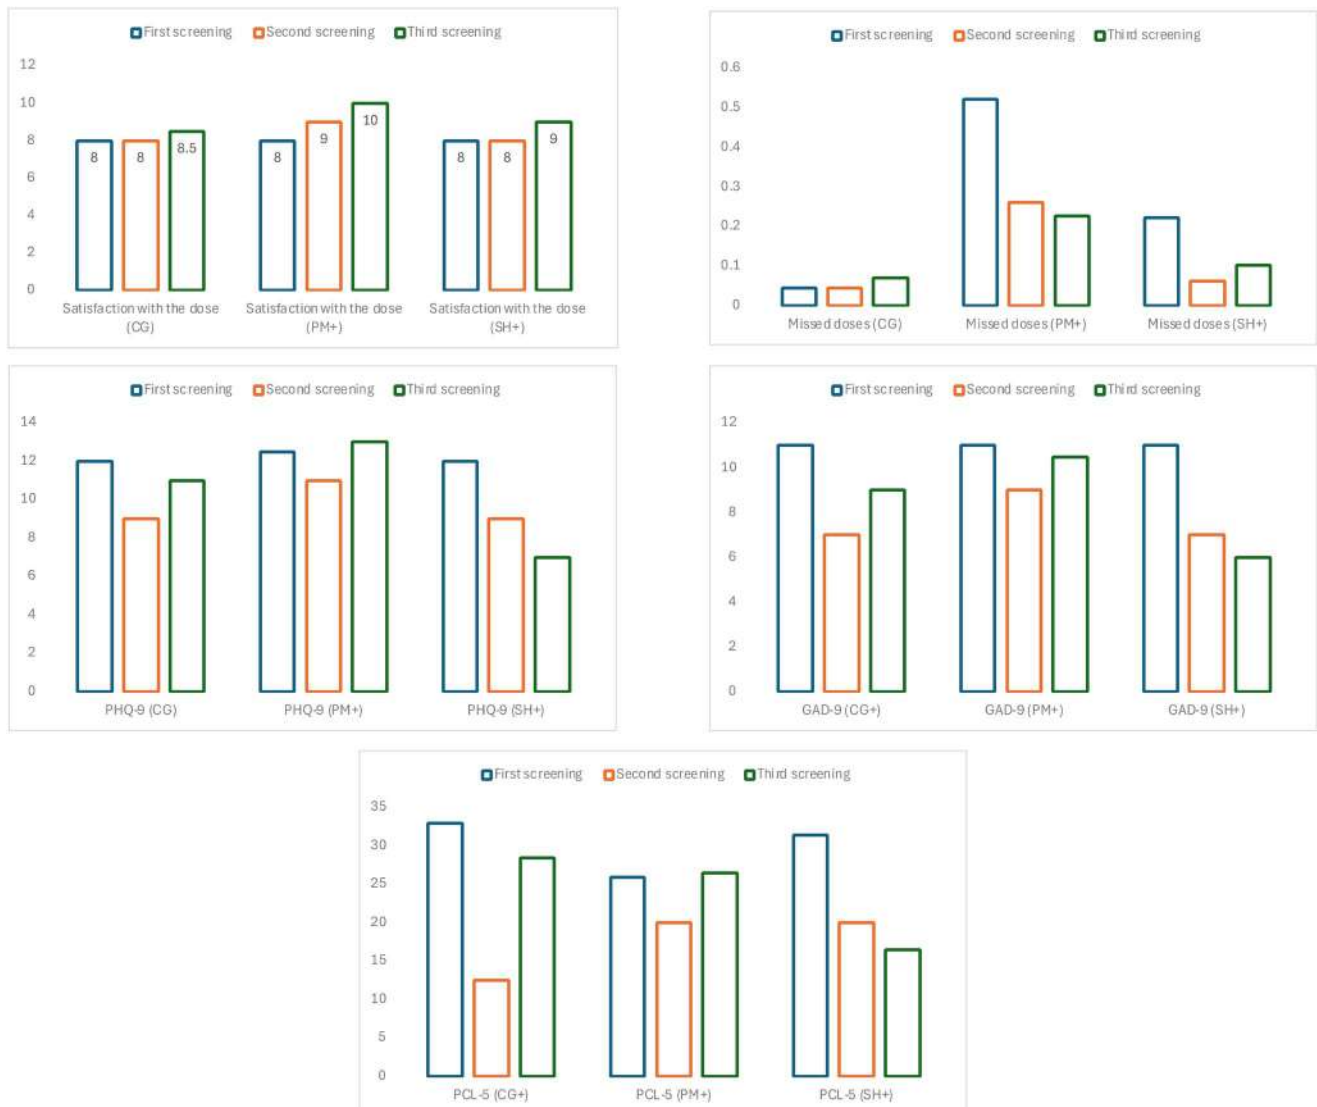 First screening Second screening Third screening
12
10
8
6
4
2
0
8 8 8.5 8 9 10 8 8 9
Satisfaction with the dose (CG)
Satisfaction with the dose (PM+)
Satisfaction with the dose (SH+)
First screening Second screening Third screening
0.6
0.5
0.4
0.3
0.2
0.1
0
Missed doses (CG) Missed doses (PM+) Missed doses (SH+)
First screening Second screening Third screening
14
12
10
8
6
4
2
0
PHQ-9 (CG) PHQ-9 (PM+) PHQ-9 (SH+)
First screening Second screening Third screening
12
10
8
6
4
2
0
GAD-9 (CG+) GAD-9 (PM+) GAD-9 (SH+)
First screening Second screening Third screening
35
30
25
20
15
10
5
0
PCL-5 (CG+) PCL-5 (PM+) PCL-5 (SH+)